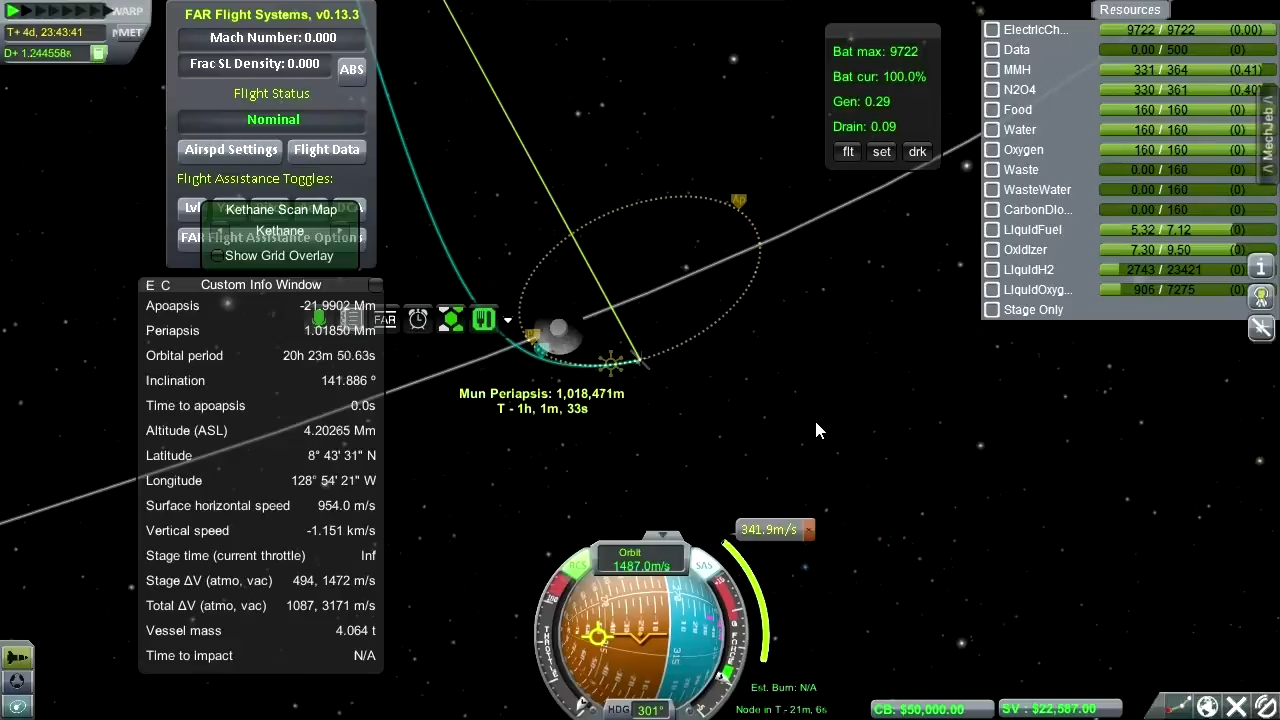 WARP
T+ 4d, 23:43:41
MET
D+ 1.244558s
FAR Flight Systems, v0.13.3
Mach Number: 0.000
Frac SL Density: 0.000
ABS
Flight Status
Nominal
Airspd Settings
Flight Data
Flight Assistance Toggles:
Lvl
Kethane Scan Map
Kethane
FAR Flight Assistance Options
Show Grid Overlay
E C
Custom Info Window
Apoapsis -21.9902 Mm
Periapsis 1.01850 Mm
Orbital period 20h 23m 50.63s
Inclination 141.886 º
Time to apoapsis 0.0s
Altitude (ASL) 4.20265 Mm
Latitude 8° 43' 31" N
Longitude 128° 54' 21" W
Surface horizontal speed 954.0 m/s
Vertical speed -1.151 km/s
Stage time (current throttle) Inf
Stage ΔV (atmo, vac) 494, 1472 m/s
Total ΔV (atmo, vac) 1087, 3171 m/s
Vessel mass 4.064 t
Time to impact N/A
FAR
Ap
Mun Periapsis: 1,018,471m
T - 1h, 1m, 33s
Bat max: 9722
Bat cur: 100.0%
Gen: 0.29
Drain: 0.09
flt set drk
Resources
ElectricCh... 9722 / 9722 (0.00)
Data 0.00 / 500 (0)
MMH 331 / 364 (0.41)
N2O4 330 / 361 (0.40)
Food 160 / 160 (0)
Water 160 / 160 (0)
Oxygen 160 / 160 (0)
Waste 0.00 / 160 (0)
WasteWater 0.00 / 160 (0)
CarbonDio... 0.00 / 160 (0)
LiquidFuel 5.32 / 7.12 (0)
Oxidizer 7.30 / 9.50 (0)
LiquidH2 2743 / 23421 (0)
LiquidOxyg... 906 / 7275 (0)
Stage Only
V MechJeb V
341.9m/s
Orbit
1487.0m/s
RCS
SAS
THROTTLE
HDG 301°
Est. Burn: N/A
Node in T - 21m, 6s
CB: $50,000.00
SV : $22,587.00